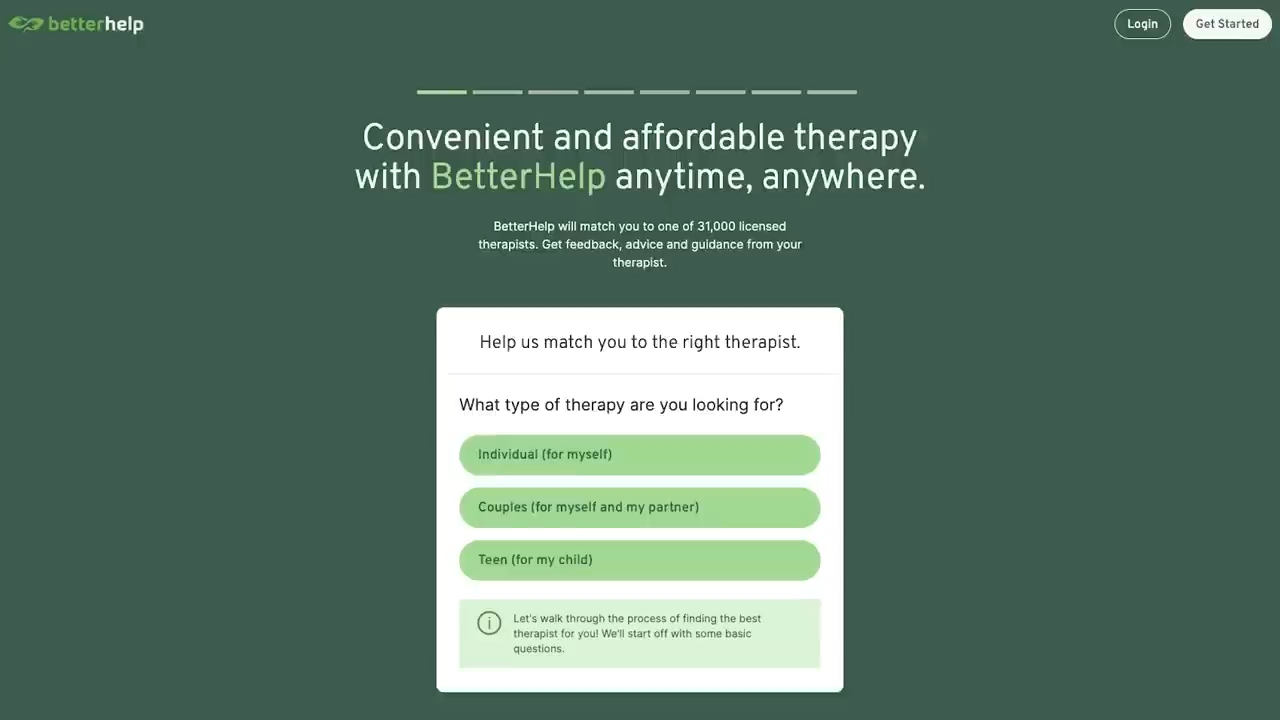 betterhelp
Login
Get Started
Convenient and affordable therapy
with BetterHelp anytime, anywhere.
BetterHelp will match you to one of 31,000 licensed
therapists. Get feedback, advice and guidance from your
therapist.
Help us match you to the right therapist.
What type of therapy are you looking for?
Individual (for myself)
Couples (for myself and my partner)
Teen (for my child)
Let's walk through the process of finding the best
therapist for you! We'll start off with some basic
questions.